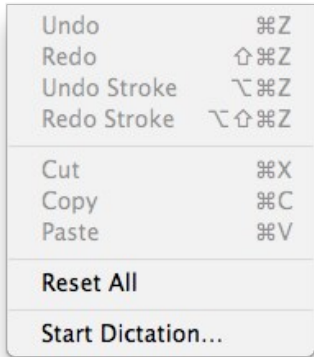 Undo ⌘Z
Redo ⇧⌘Z
Undo Stroke ⌥⌘Z
Redo Stroke ⌥⇧⌘Z
Cut ⌘X
Copy ⌘C
Paste ⌘V
Reset All
Start Dictation...